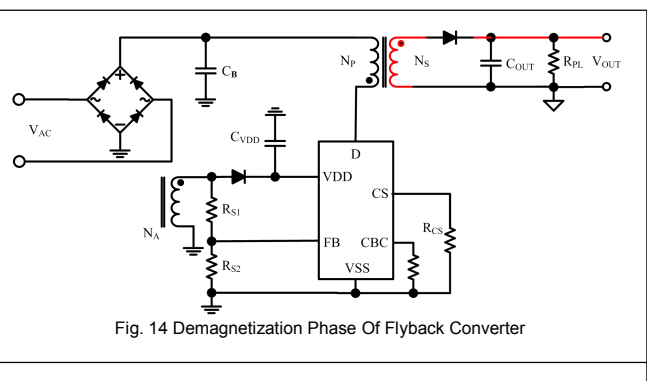 N_P
N_S
C_B
C_OUT
R_PL
V_OUT
V_AC
C_VDD
D
VDD
CS
R_S1
R_CS
N_A
FB
CBC
R_S2
VSS
Fig. 14 Demagnetization Phase Of Flyback Converter